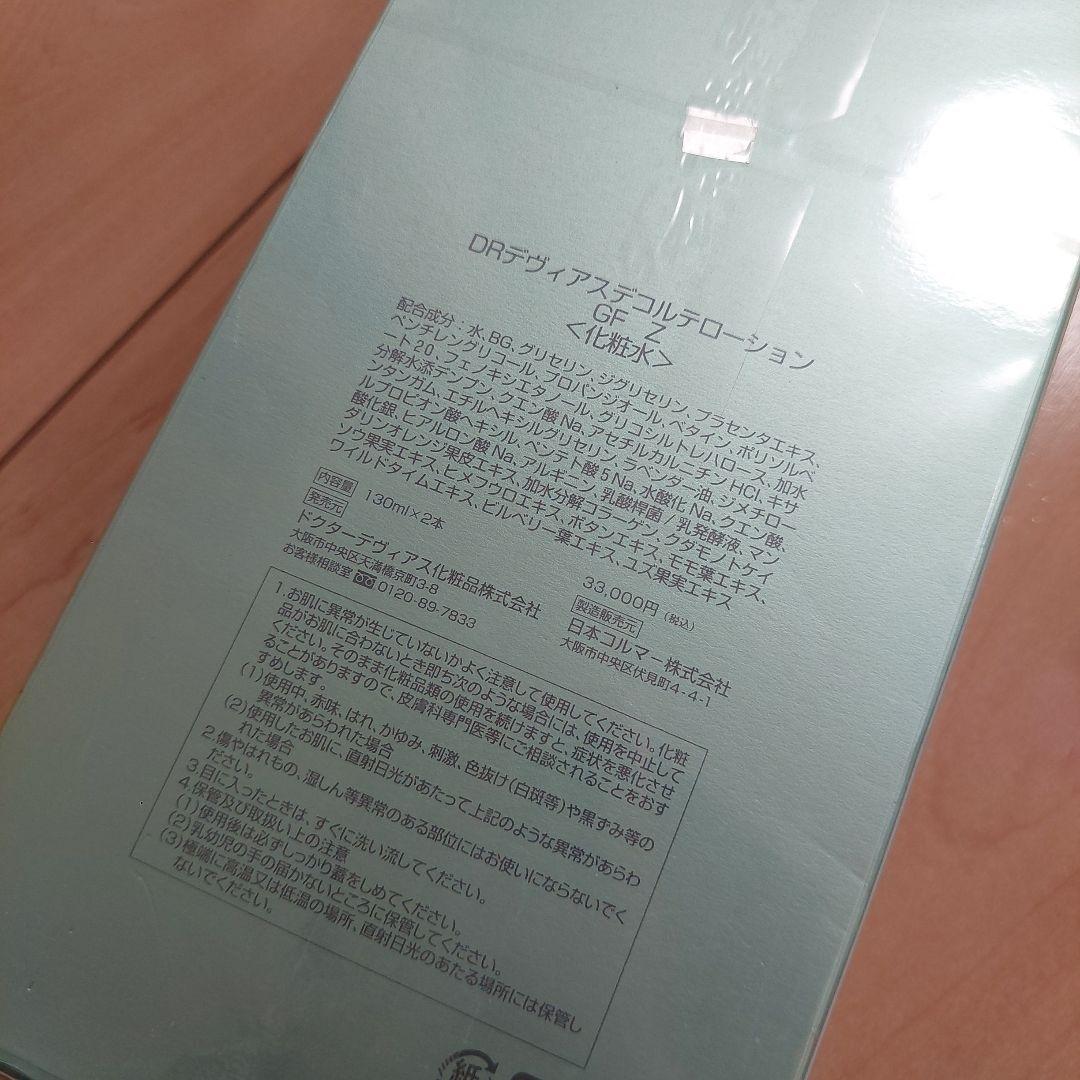 DRデヴィアスデコルテローション
GF Z
<化粧水>
配合成分：水、BG、グリセリン、ジグリセリン、プラセンタエキス、
ペンチレングリコール、プロパンジオール、ベタイン、ポリソルベ
ート20、フェノキシエタノール、グリコシルトレハロース、加水
分解水添デンプン、クエン酸Na、アセチルカルニチンHCl、キサ
ンタンガム、エチルヘキシルグリセリン、ラベンダー油、ジメチロー
ルプロピオン酸ヘキシル、ペンテト酸5Na、水酸化Na、クエン酸、
酸化銀、ヒアルロン酸Na、アルギニン、乳酸桿菌/乳発酵液、マン
ダリンオレンジ果皮エキス、加水分解コラーゲン、クダモノトケイ
ソウ果実エキス、ヒメフウロエキス、ボタンエキス、モモ葉エキス、
ワイルドタイムエキス、ビルベリー葉エキス、ユズ果実エキス
内容量 130ml×2本 33,000円(税込)
発売元
ドクターデヴィアス化粧品株式会社
大阪市中央区天満橋京町3-8
お客様相談室 0120-89-7833
製造販売元
日本コルマー株式会社
大阪市中央区伏見町4-4-1
1.お肌に異常が生じていないかよく注意して使用してください。化粧
品がお肌に合わないとき即ち次のような場合には、使用を中止して
ください。そのまま化粧品類の使用を続けますと、症状を悪化させ
ることがありますので、皮膚科専門医等にご相談されることをおす
すめします。
(1)使用中、赤味、はれ、かゆみ、刺激、色抜け(白斑等)や黒ずみ等の
異常があらわれた場合
(2)使用したお肌に、直射日光があたって上記のような異常があらわ
れた場合
2.傷やはれもの、湿しん等異常のある部位にはお使いにならないでく
ださい。
3.目に入ったときは、すぐに洗い流してください。
4.保管及び取扱い上の注意
(1)使用後は必ずしっかり蓋をしめてください。
(2)乳幼児の手の届かないところに保管してください。
(3)極端に高温又は低温の場所、直射日光のあたる場所には保管し
ないでください。
紙